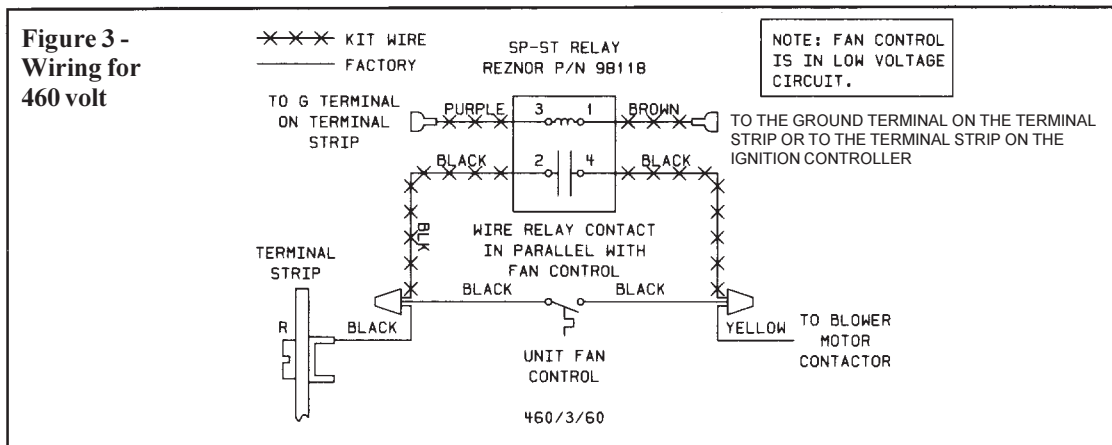 Figure 3 -
Wiring for
460 volt
KIT WIRE
FACTORY
SP-ST RELAY
REZNOR P/N 98118
NOTE: FAN CONTROL
IS IN LOW VOLTAGE
CIRCUIT.
TO G TERMINAL
ON TERMINAL
STRIP
PURPLE
3
1
BROWN
TO THE GROUND TERMINAL ON THE TERMINAL
STRIP OR TO THE TERMINAL STRIP ON THE
IGNITION CONTROLLER
BLACK
2
4
BLACK
BLK
WIRE RELAY CONTACT
IN PARALLEL WITH
FAN CONTROL
TERMINAL
STRIP
BLACK
BLACK
R
BLACK
YELLOW
TO BLOWER
MOTOR
CONTACTOR
UNIT FAN
CONTROL
460/3/60